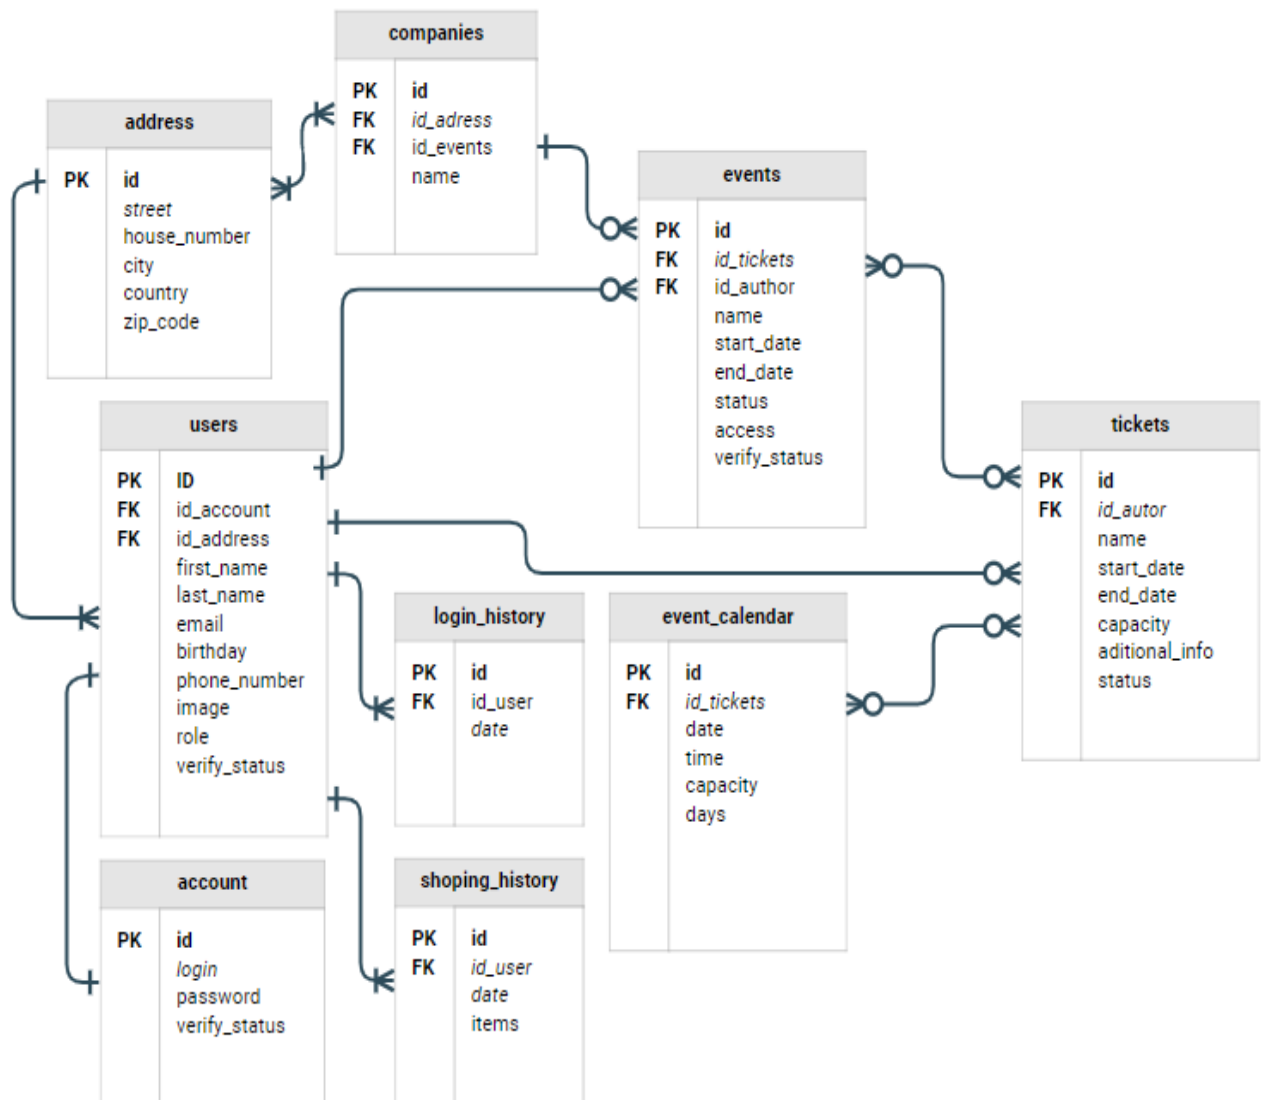 companies
PK id
FK id_adress
FK id_events
name
address
PK id
street
house_number
city
country
zip_code
events
PK id
FK id_tickets
FK id_author
name
start_date
end_date
status
access
verify_status
users
PK ID
FK id_account
FK id_address
first_name
last_name
email
birthday
phone_number
image
role
verify_status
tickets
PK id
FK id_autor
name
start_date
end_date
capacity
aditional_info
status
login_history
PK id
FK id_user
date
event_calendar
PK id
FK id_tickets
date
time
capacity
days
account
PK id
login
password
verify_status
shoping_history
PK id
FK id_user
date
items